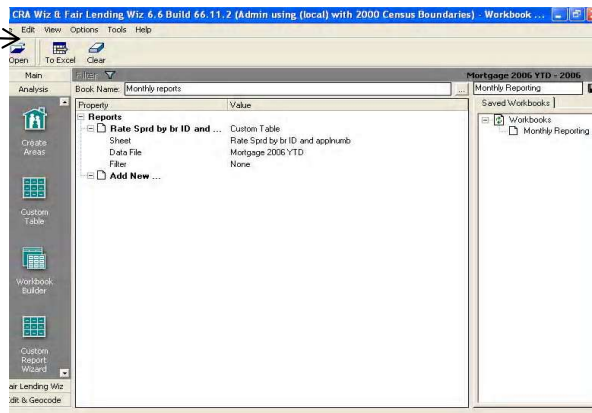 CRA Wiz & Fair Lending Wiz 6.6 Build 66.11.2 (Admin using (local) with 2000 Census Boundaries) - Workbook ...
Edit View Options Tools Help
Open To Excel Clear
Main
Filter
Mortgage 2006 YTD - 2006
Analysis
Book Name: Monthly reports
...
Monthly Reporting
Property Value
Saved Workbooks
Reports
Workbooks
Rate Sprd by br ID and ... Custom Table
Monthly Reporting
Sheet Rate Sprd by br ID and applnumb
Data File Mortgage 2006 YTD
Filter None
Add New ...
Create
Areas
Custom
Table
Workbook
Builder
Custom
Report
Wizard
air Lending Wiz
dit & Geocode